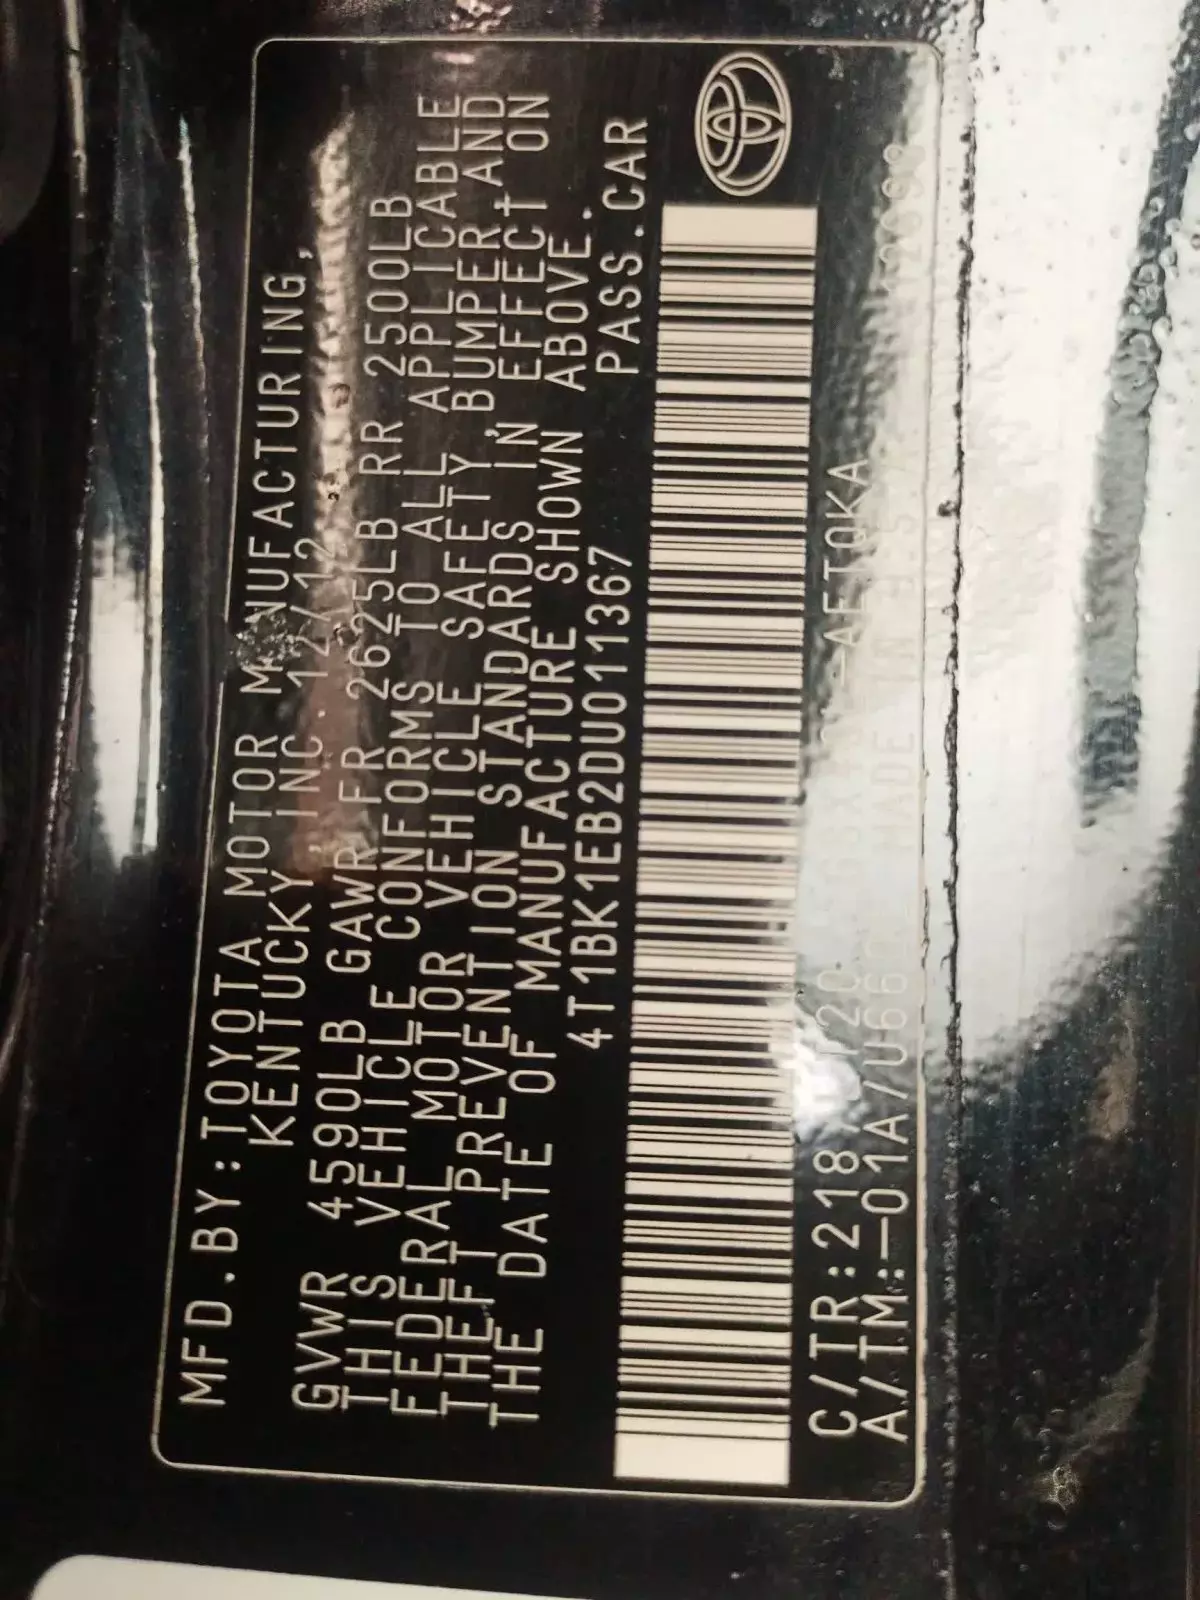 MFD.BY:TOYOTA MOTOR MANUFACTURING,
KENTUCKY,INC. 12/12
GVWR 4590LB GAWR FR 2625LB RR 2500LB
THIS VEHICLE CONFORMS TO ALL APPLICABLE
FEDERAL MOTOR VEHICLE SAFETY,BUMPER AND
THEFT PREVENTION STANDARDS IN EFFECT ON
THE DATE OF MANUFACTURE SHOWN ABOVE.
4T1BK1EB2DU011367 PASS.CAR
C/TR:218
A/TM:-01A/ MADE IN